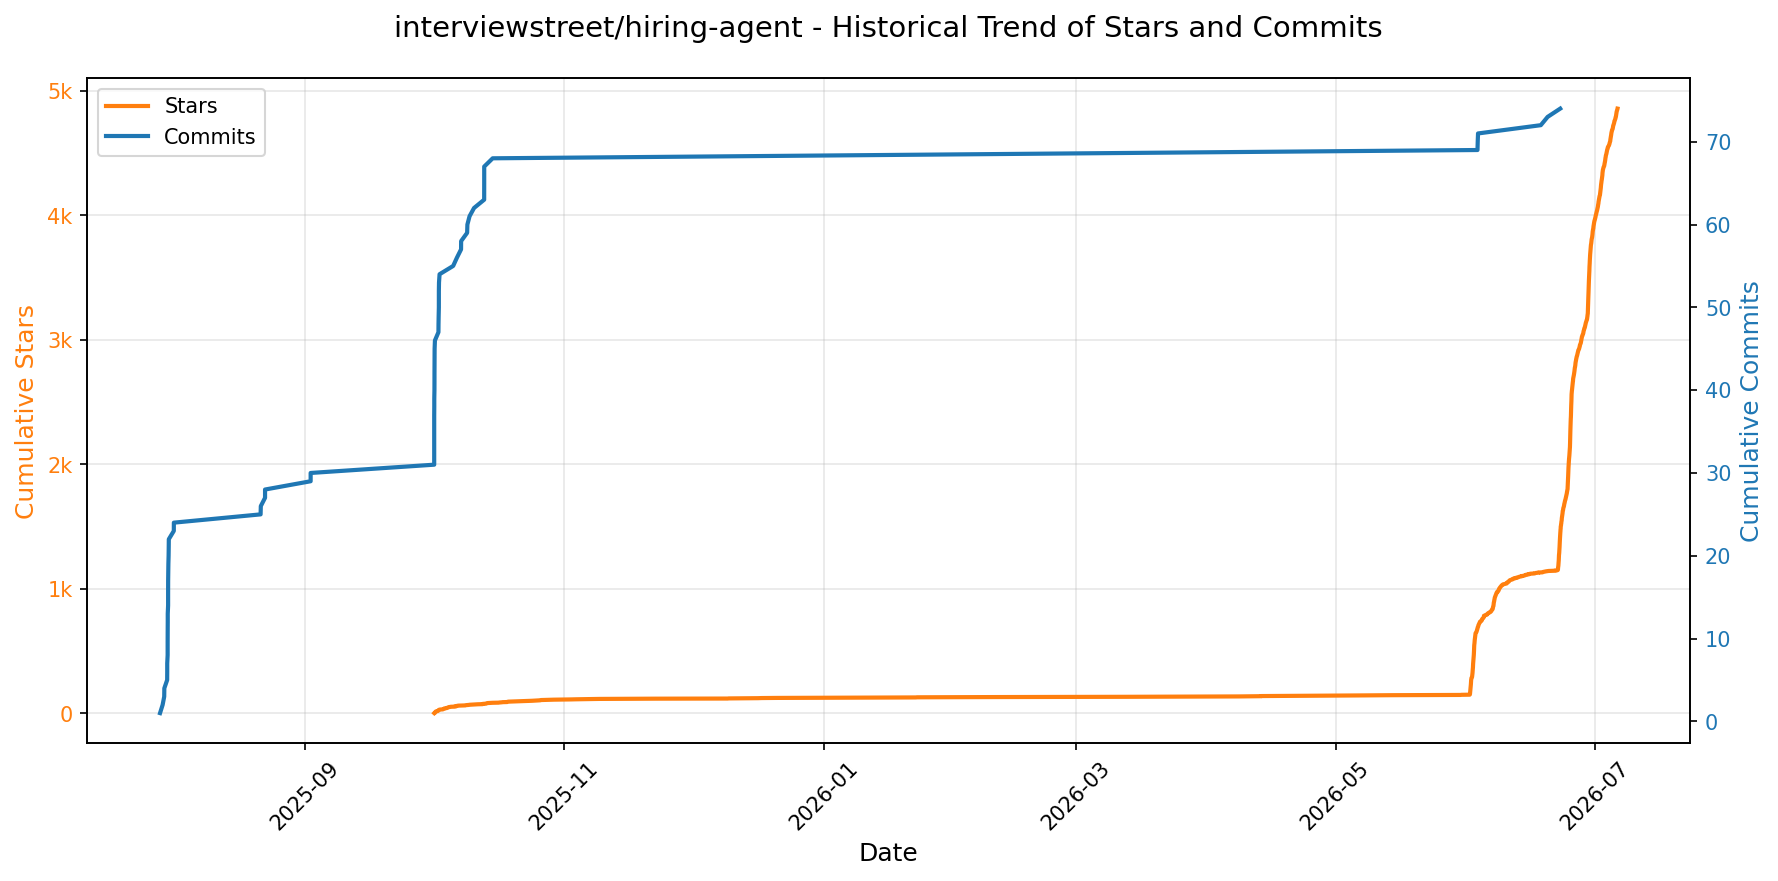 interviewstreet/hiring-agent - Historical Trend of Stars and Commits
Stars
Commits
5k
4k
3k
2k
1k
0
Cumulative Stars
70
60
50
40
30
20
10
0
Cumulative Commits
2025-09
2025-11
2026-01
2026-03
2026-05
2026-07
Date